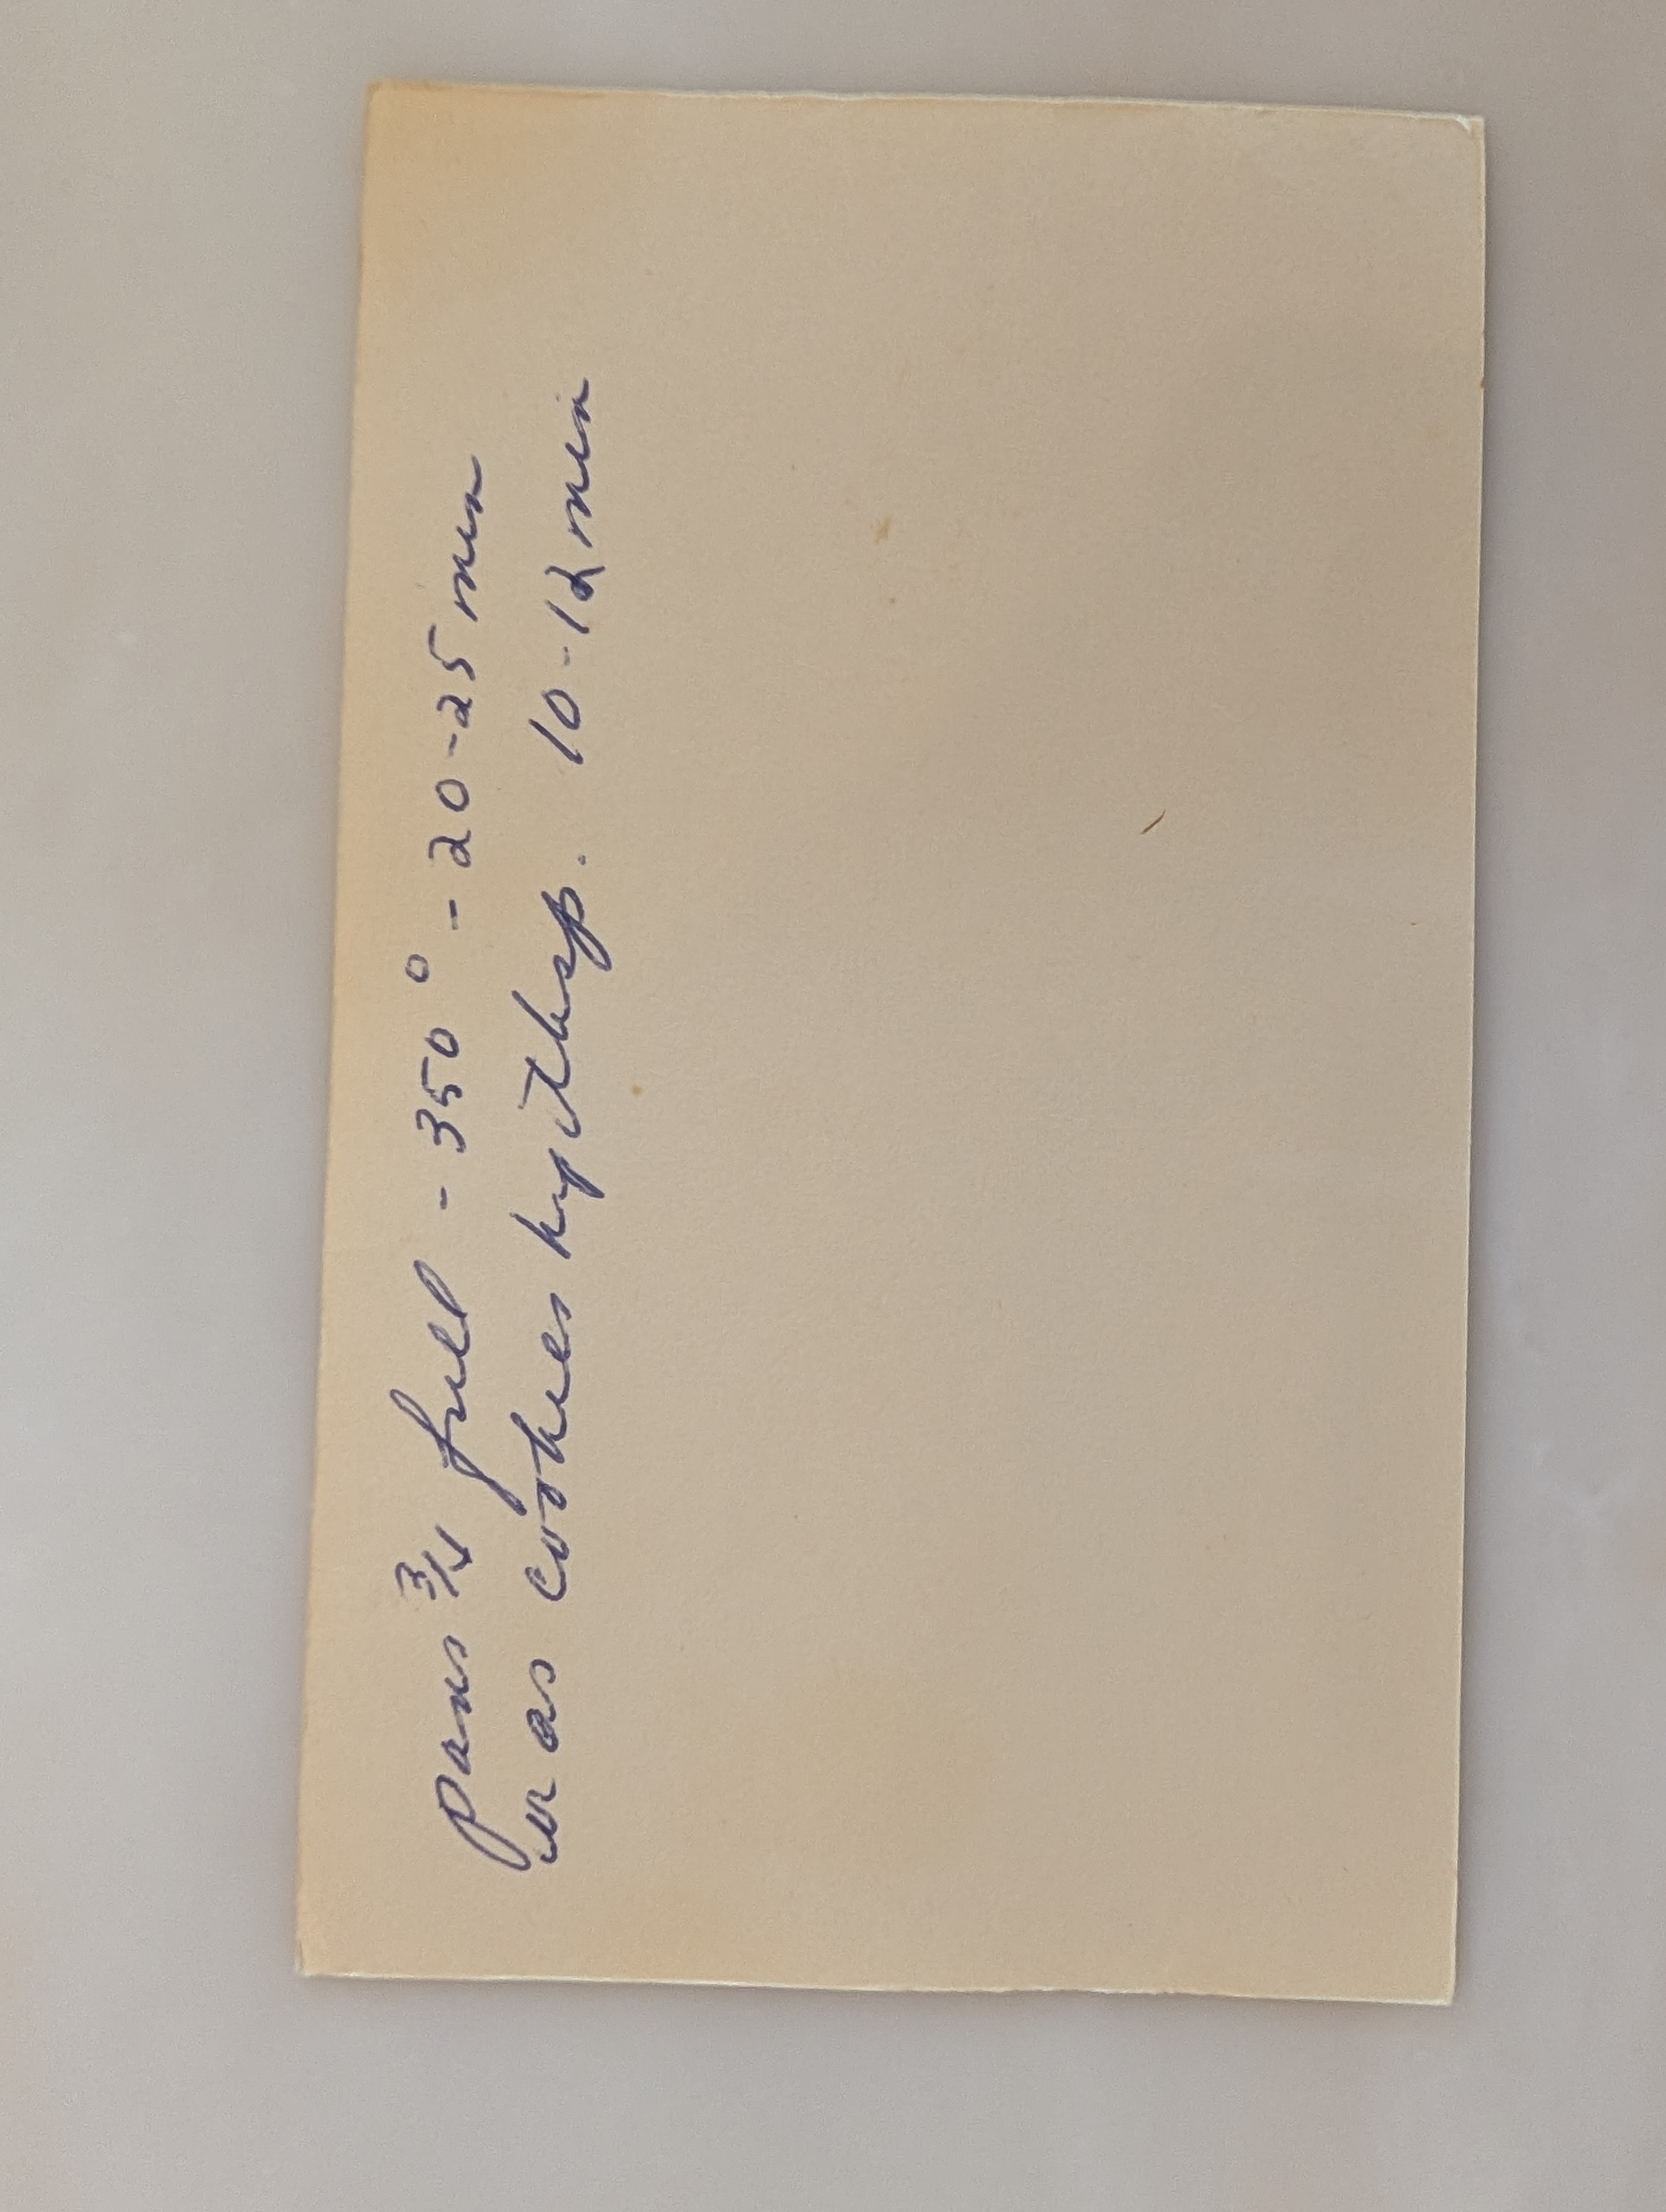 pans 3/4 full - 350° - 20-25 min
or as cookies by tbsp. 10-12 min